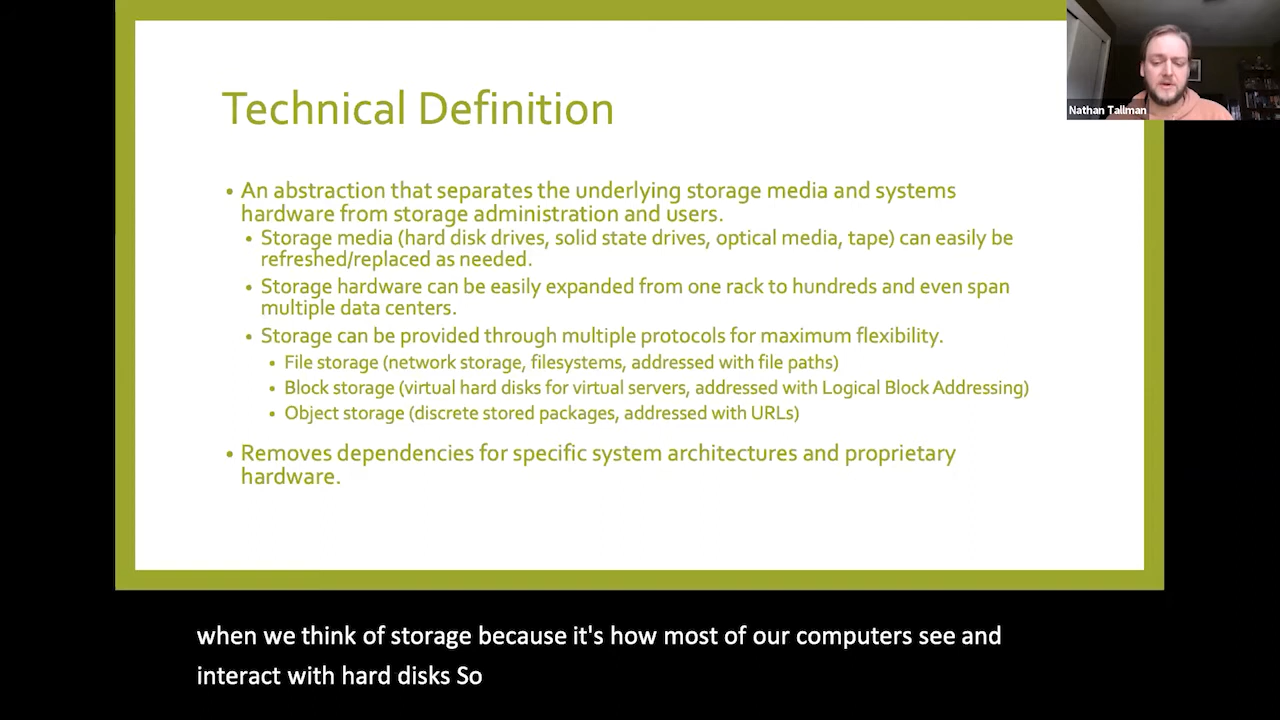 Technical Definition
Nathan Tallman
• An abstraction that separates the underlying storage media and systems
hardware from storage administration and users.
• Storage media (hard disk drives, solid state drives, optical media, tape) can easily be
refreshed/replaced as needed.
• Storage hardware can be easily expanded from one rack to hundreds and even span
multiple data centers.
• Storage can be provided through multiple protocols for maximum flexibility.
• File storage (network storage, filesystems, addressed with file paths)
• Block storage (virtual hard disks for virtual servers, addressed with Logical Block Addressing)
• Object storage (discrete stored packages, addressed with URLs)
• Removes dependencies for specific system architectures and proprietary
hardware.
when we think of storage because it's how most of our computers see and
interact with hard disks So